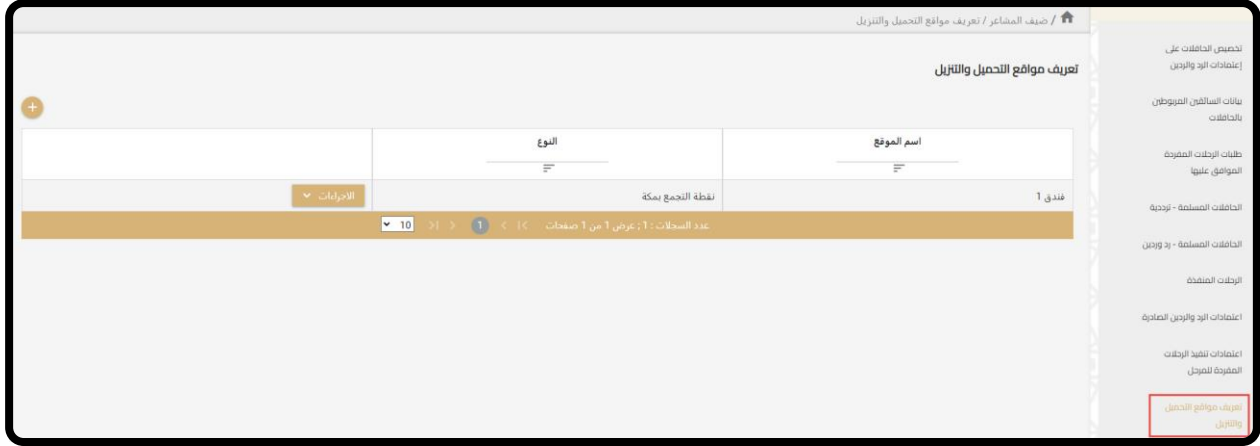 / ضيف المشاعر / تعريف مواقع التحميل والتنزيل
تعريف مواقع التحميل والتنزيل
+
اسم الموقع
النوع
فندق 1
نقطة التجمع بمكة
الاجراءات
عدد السجلات : 1 ; عرض 1 من 1 صفحات
1
10
تخصيص الحافلات على
إعتمادات الرد والردين
بيانات السائقين المربوطين
بالحافلات
طلبات الرحلات المفردة
الموافق عليها
الحافلات المسلمة - ترددية
الحافلات المسلمة - رد وردين
الرحلات المنفذة
اعتمادات الرد والردين الصادرة
اعتمادات تنفيذ الرحلات
المفردة للمرحل
تعريف مواقع التحميل
والتنزيل